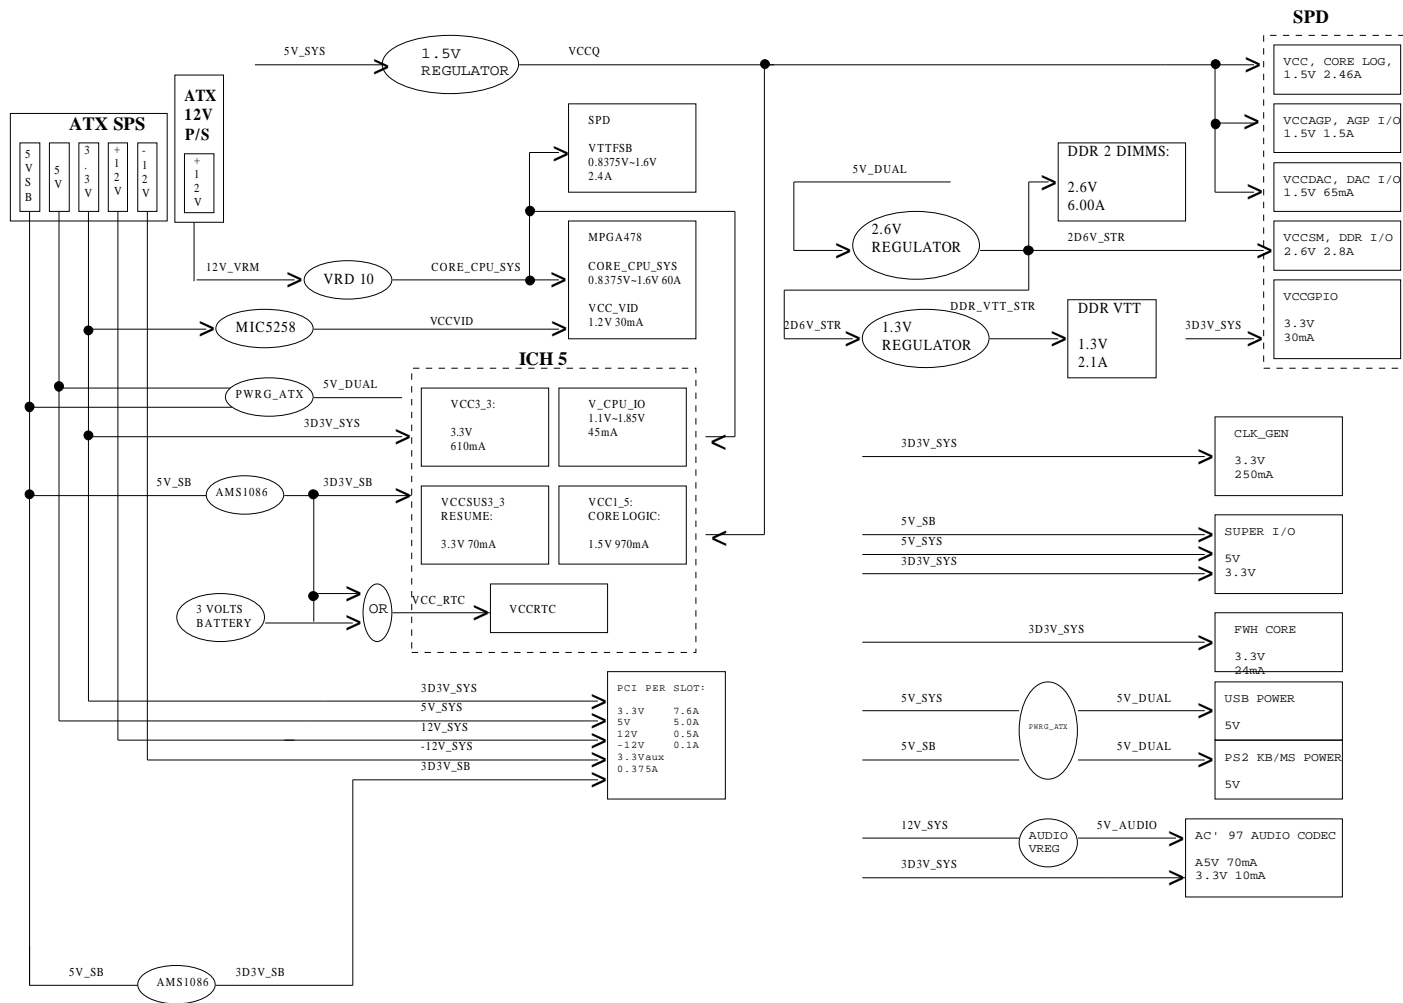 SPD
5V_SYS
1.5V
REGULATOR
VCCQ
VCC, CORE LOG,
1.5V 2.46A
VCCAGP, AGP I/O
1.5V 1.5A
VCCDAC, DAC I/O
1.5V 65mA
VCCSM, DDR I/O
2.6V 2.8A
VCCGPIO
3.3V
30mA
ATX SPS
5VSB
5V
3.3V
+12V
-12V
ATX
12V
P/S
+12V
SPD
VTTFSB
0.8375V~1.6V
2.4A
MPGA478
CORE_CPU_SYS
0.8375V~1.6V 60A
VCC_VID
1.2V 30mA
12V_VRM
VRD 10
CORE_CPU_SYS
MIC5258
VCCVID
5V_DUAL
2.6V
REGULATOR
DDR 2 DIMMS:
2.6V
6.00A
2D6V_STR
2D6V_STR
1.3V
REGULATOR
DDR_VTT_STR
DDR VTT
1.3V
2.1A
3D3V_SYS
ICH 5
PWRG_ATX
5V_DUAL
3D3V_SYS
VCC3_3:
3.3V
610mA
V_CPU_IO
1.1V~1.85V
45mA
5V_SB
AMS1086
3D3V_SB
VCCSUS3_3
RESUME:
3.3V 70mA
VCC1_5:
CORE LOGIC:
1.5V 970mA
3 VOLTS
BATTERY
OR
VCC_RTC
VCCRTC
3D3V_SYS
5V_SYS
12V_SYS
-12V_SYS
3D3V_SB
PCI PER SLOT:
3.3V 7.6A
5V 5.0A
12V 0.5A
-12V 0.1A
3.3Vaux
0.375A
5V_SB
AMS1086
3D3V_SB
3D3V_SYS
CLK_GEN
3.3V
250mA
5V_SB
5V_SYS
3D3V_SYS
SUPER I/O
5V
3.3V
3D3V_SYS
FWH CORE
3.3V
24mA
5V_SYS
5V_SB
PWRG_ATX
5V_DUAL
5V_DUAL
USB POWER
5V
PS2 KB/MS POWER
5V
12V_SYS
AUDIO
VREG
5V_AUDIO
3D3V_SYS
AC' 97 AUDIO CODEC
A5V 70mA
3.3V 10mA